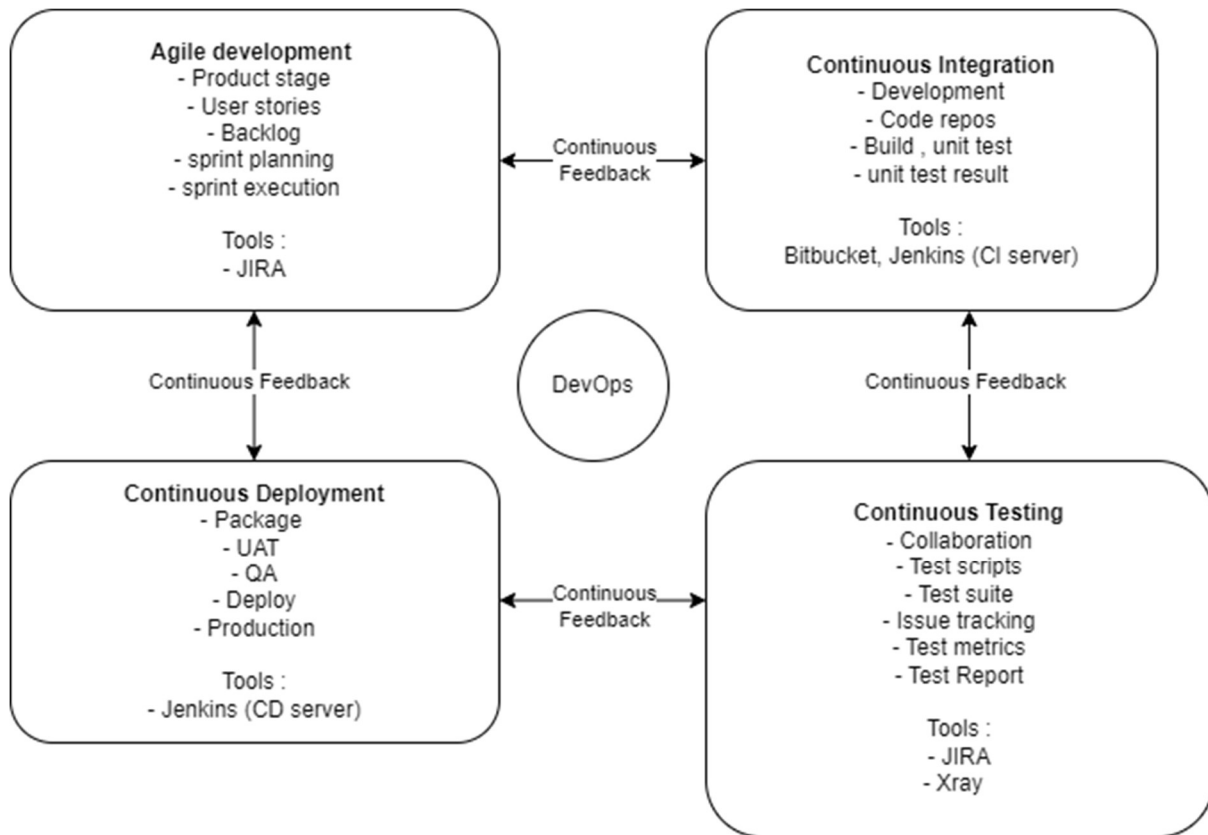 Agile development
- Product stage
- User stories
- Backlog
- sprint planning
- sprint execution
Tools :
- JIRA
Continuous
Feedback
Continuous Integration
- Development
- Code repos
- Build , unit test
- unit test result
Tools :
Bitbucket, Jenkins (CI server)
Continuous Feedback
DevOps
Continuous Feedback
Continuous Deployment
- Package
- UAT
- QA
- Deploy
- Production
Tools :
- Jenkins (CD server)
Continuous
Feedback
Continuous Testing
- Collaboration
- Test scripts
- Test suite
- Issue tracking
- Test metrics
- Test Report
Tools :
- JIRA
- Xray